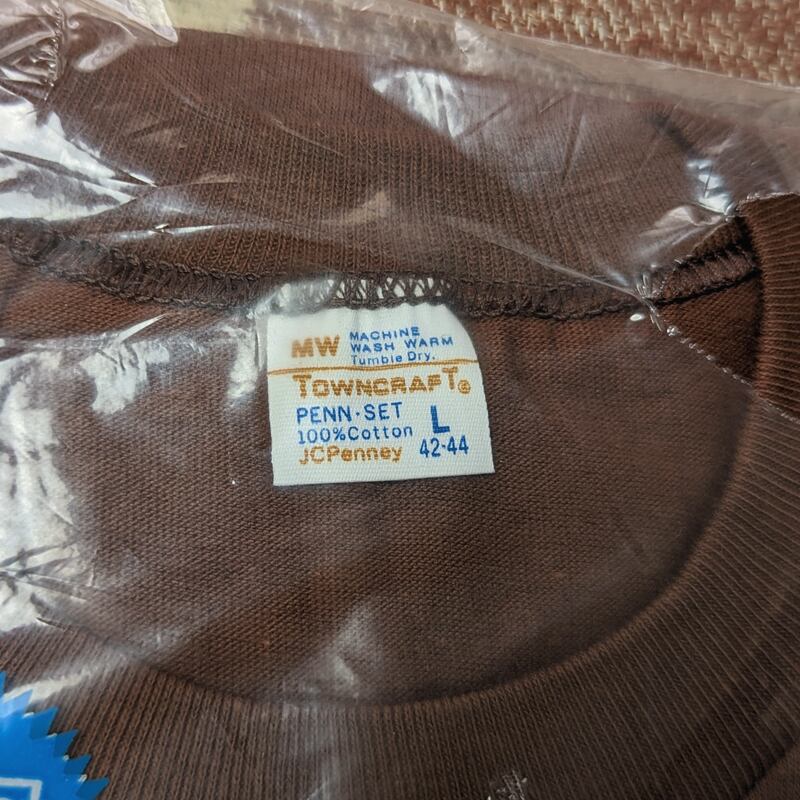 MW MACHINE
WASH WARM
Tumble Dry.
TOWNCRAFT®
PENN·SET L
100% Cotton 42-44
JCPenney